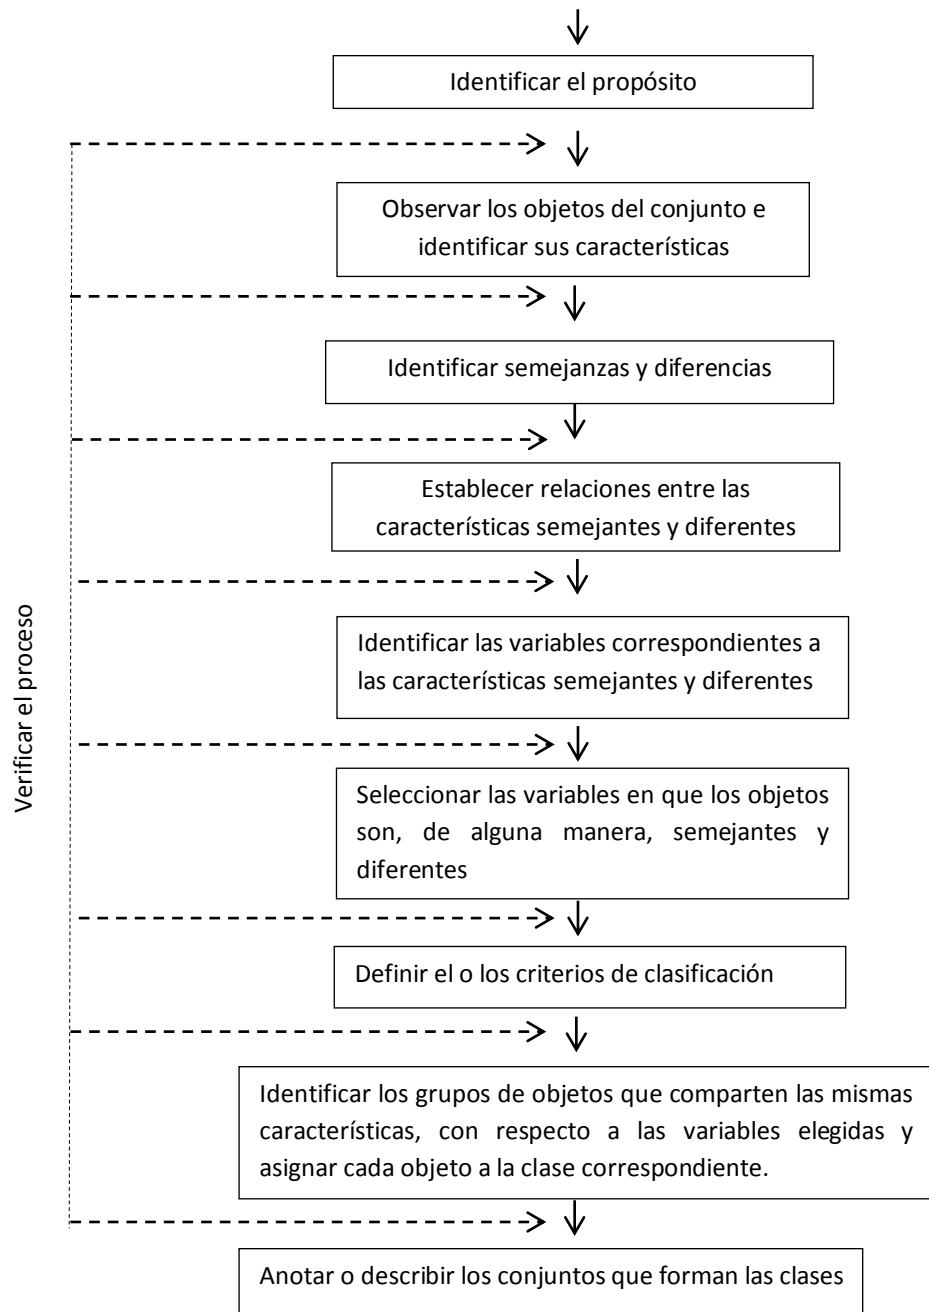 Identificar el propósito
Observar los objetos del conjunto e
identificar sus características
Identificar semejanzas y diferencias
Establecer relaciones entre las
características semejantes y diferentes
Identificar las variables correspondientes a
las características semejantes y diferentes
Verificar el proceso
Seleccionar las variables en que los objetos
son, de alguna manera, semejantes y
diferentes
Definir el o los criterios de clasificación
Identificar los grupos de objetos que comparten las mismas
características, con respecto a las variables elegidas y
asignar cada objeto a la clase correspondiente.
Anotar o describir los conjuntos que forman las clases